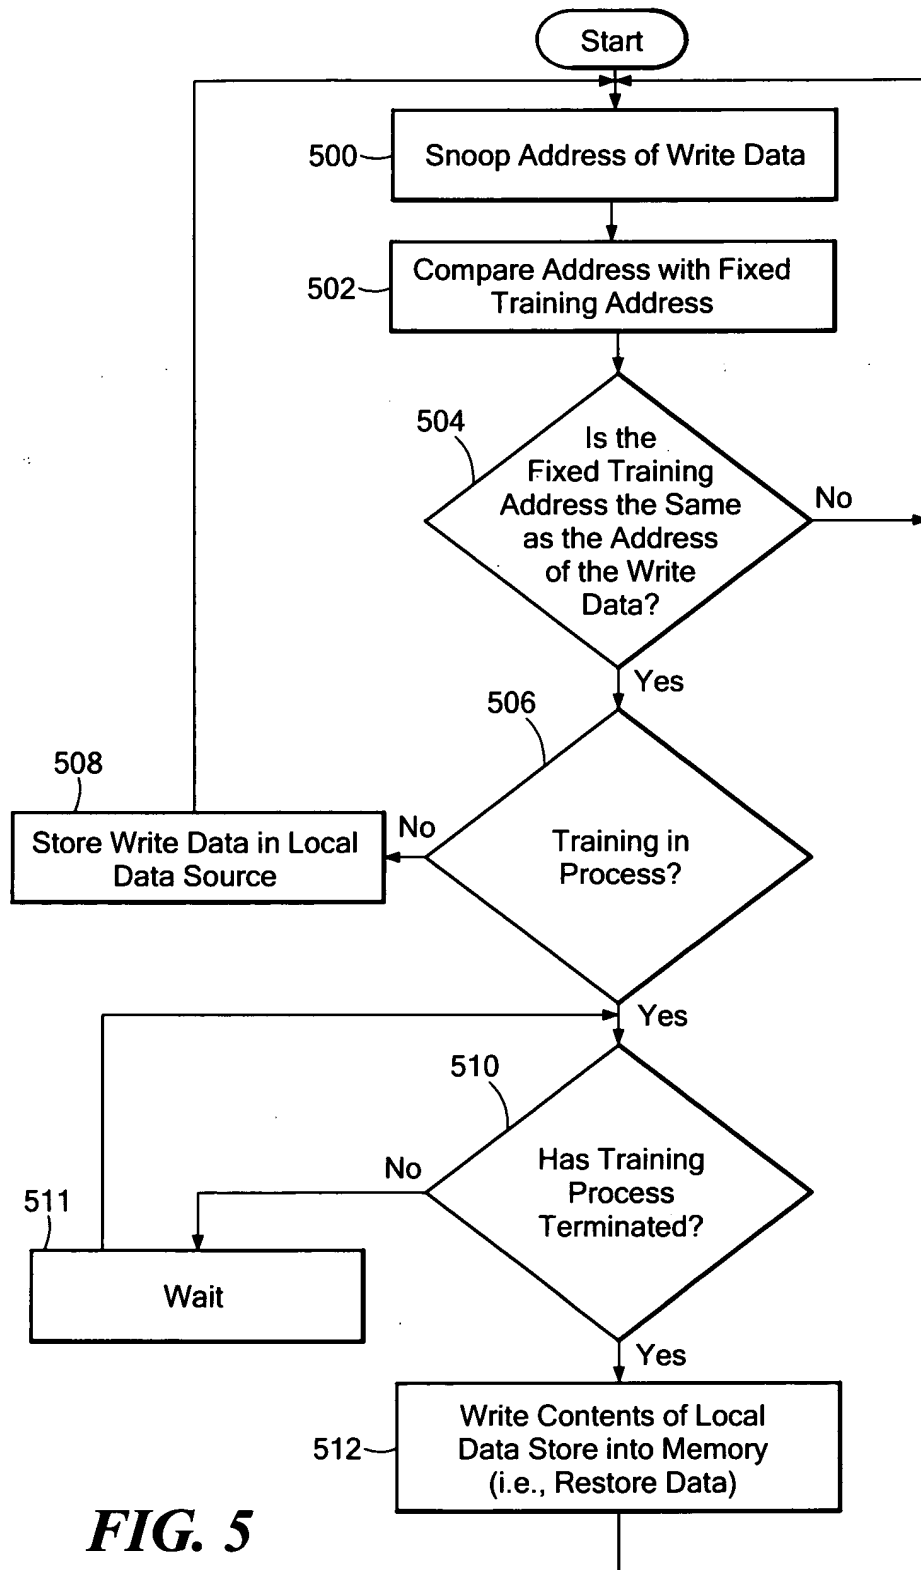 Start
500
Snoop Address of Write Data
502
Compare Address with Fixed
Training Address
504
Is the
Fixed Training
Address the Same
as the Address
of the Write
Data?
No
Yes
506
Training in
Process?
No
508
Store Write Data in Local
Data Source
Yes
510
Has Training
Process
Terminated?
No
511
Wait
Yes
512
Write Contents of Local
Data Store into Memory
(i.e., Restore Data)
FIG. 5